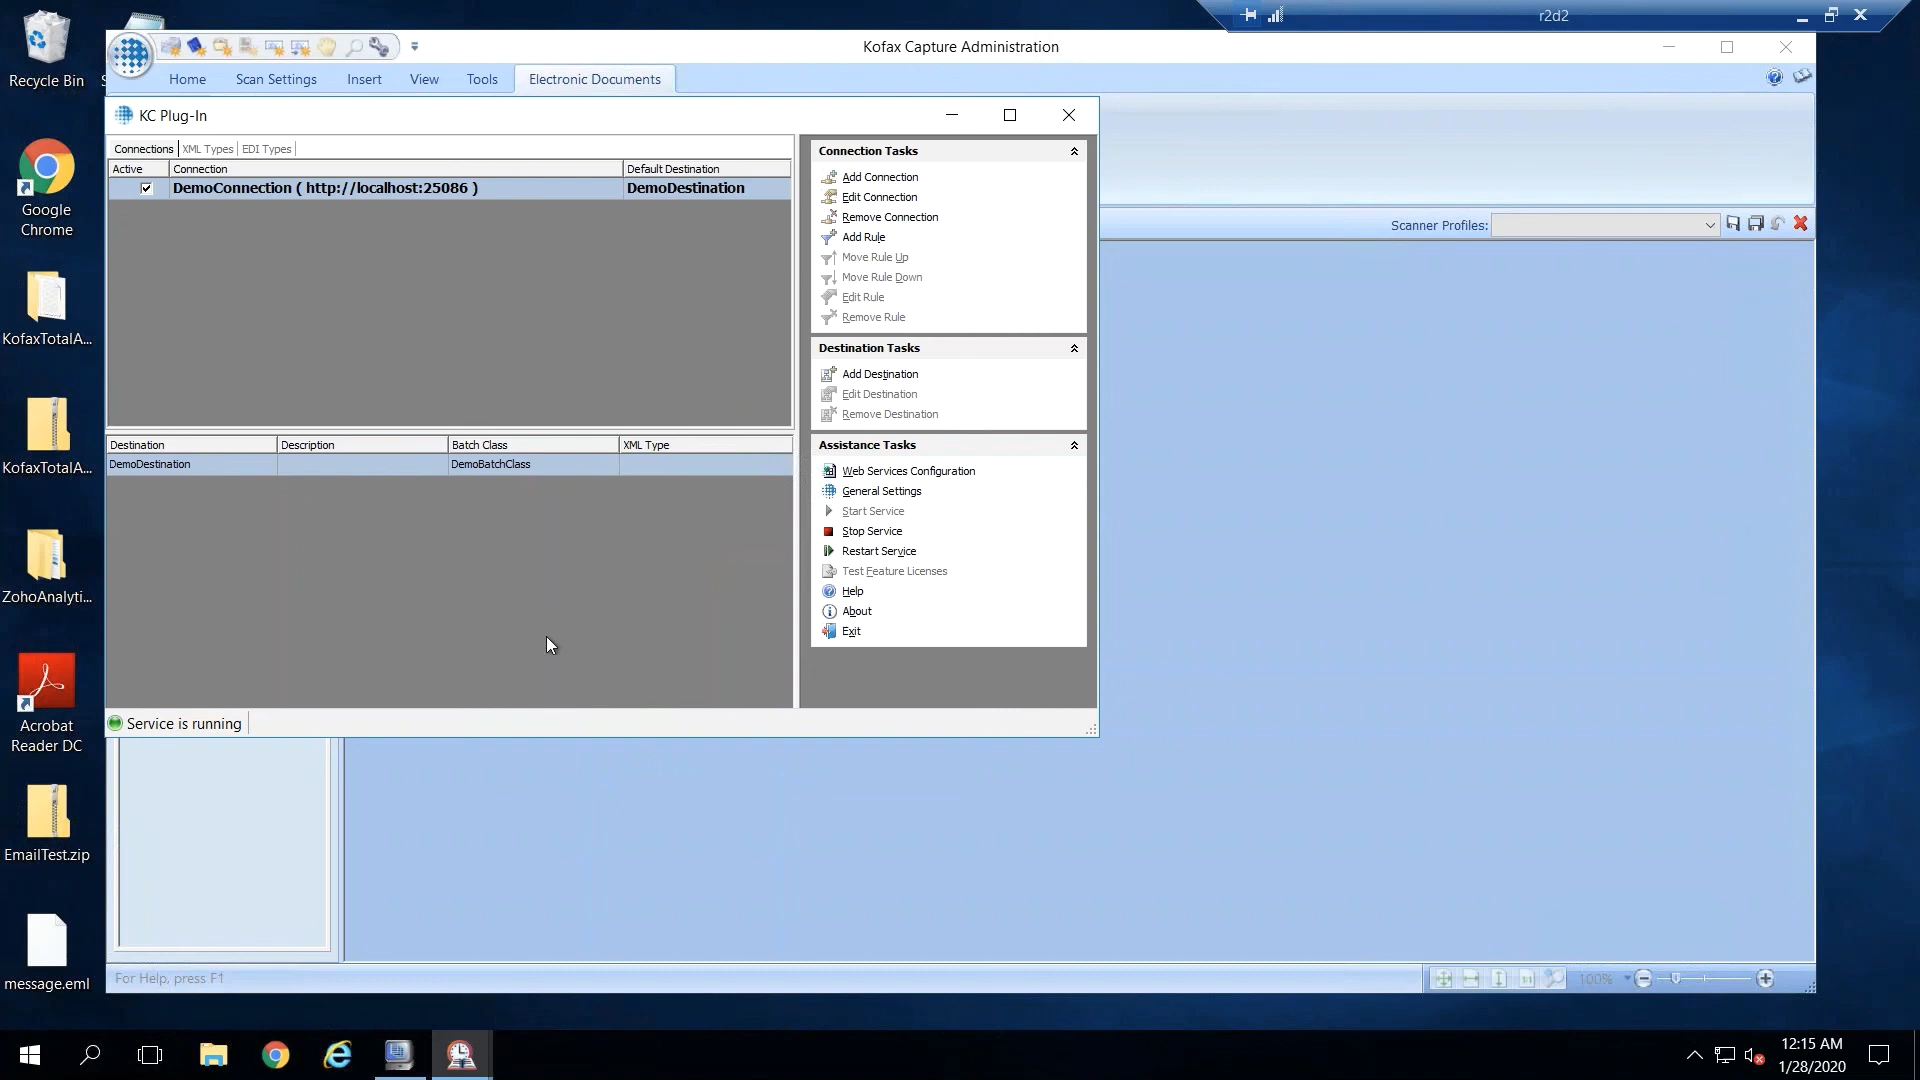 r2d2
Recycle Bin
Google
Chrome
KofaxTotalA...
KofaxTotalA...
ZohoAnalyti...
Acrobat
Reader DC
EmailTest.zip
message.eml
Kofax Capture Administration
Home Scan Settings Insert View Tools Electronic Documents
Scanner Profiles:
KC Plug-In
Connections XML Types EDI Types
Active Connection Default Destination
DemoConnection ( http://localhost:25086 ) DemoDestination
Destination Description Batch Class XML Type
DemoDestination DemoBatchClass
Connection Tasks
Add Connection
Edit Connection
Remove Connection
Add Rule
Move Rule Up
Move Rule Down
Edit Rule
Remove Rule
Destination Tasks
Add Destination
Edit Destination
Remove Destination
Assistance Tasks
Web Services Configuration
General Settings
Start Service
Stop Service
Restart Service
Test Feature Licenses
Help
About
Exit
Service is running
For Help, press F1
100%
12:15 AM
1/28/2020